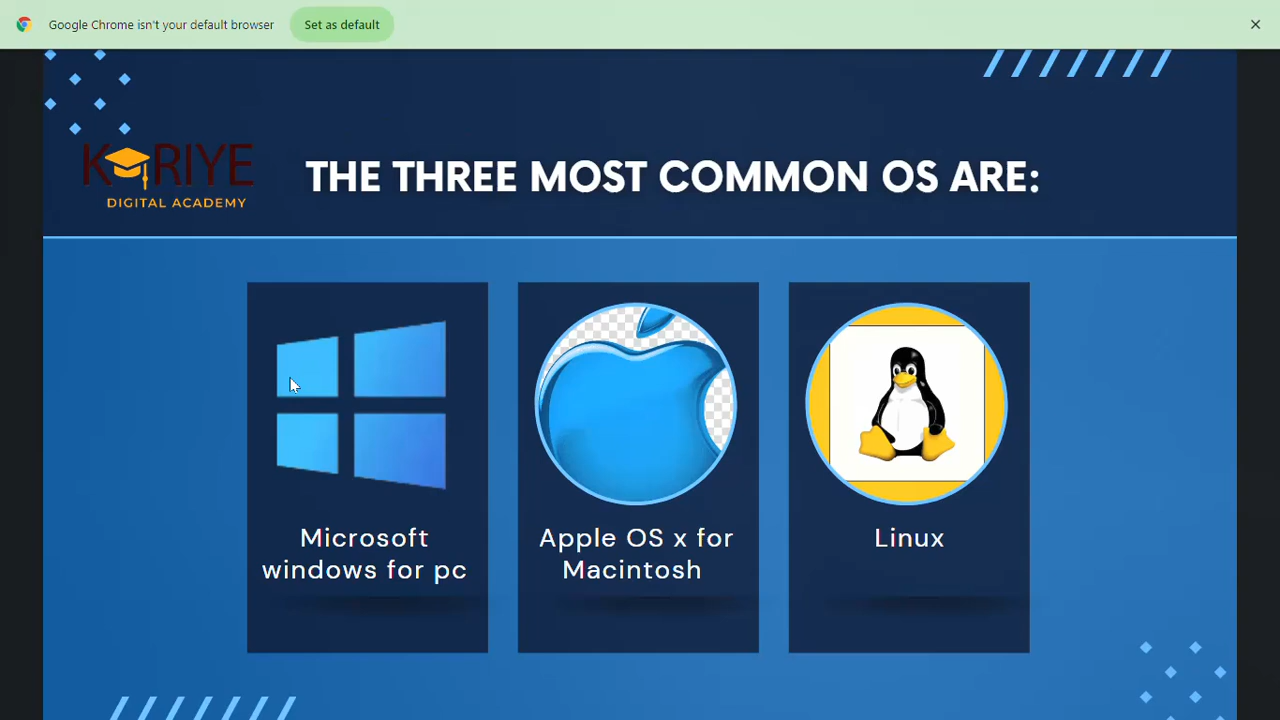 Google Chrome isn't your default browser
Set as default
KORIYE
DIGITAL ACADEMY
THE THREE MOST COMMON OS ARE:
Microsoft
windows for pc
Apple OS x for
Macintosh
Linux